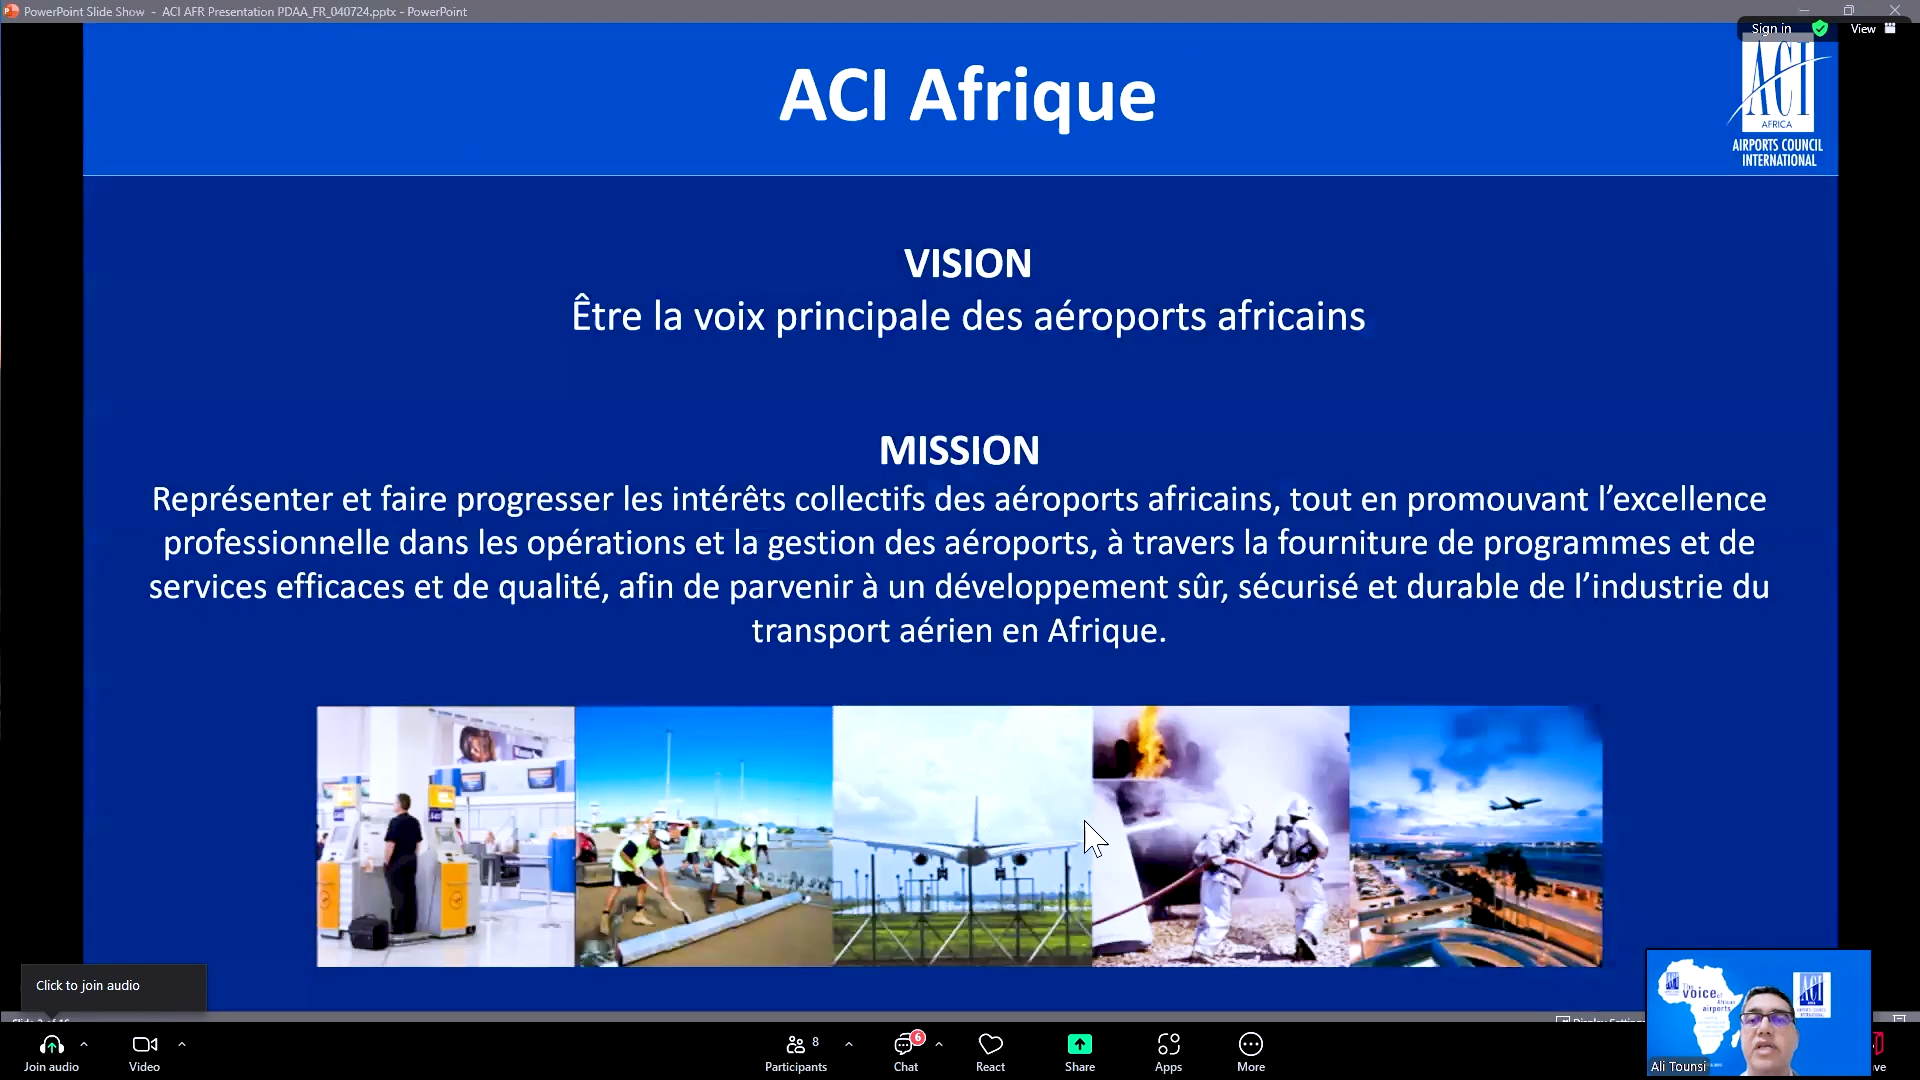 PowerPoint Slide Show - ACI AFR Presentation PDAA_FR_040724.pptx - PowerPoint
Sign in
View
ACI Afrique
ACI
AFRICA
AIRPORTS COUNCIL
INTERNATIONAL
VISION
Être la voix principale des aéroports africains
MISSION
Représenter et faire progresser les intérêts collectifs des aéroports africains, tout en promouvant l’excellence
professionnelle dans les opérations et la gestion des aéroports, à travers la fourniture de programmes et de
services efficaces et de qualité, afin de parvenir à un développement sûr, sécurisé et durable de l’industrie du
transport aérien en Afrique.
Click to join audio
The
voice of
African
airports
ACI
Ali Tounsi
Join audio
Video
Participants
8
Chat
6
React
Share
Apps
More